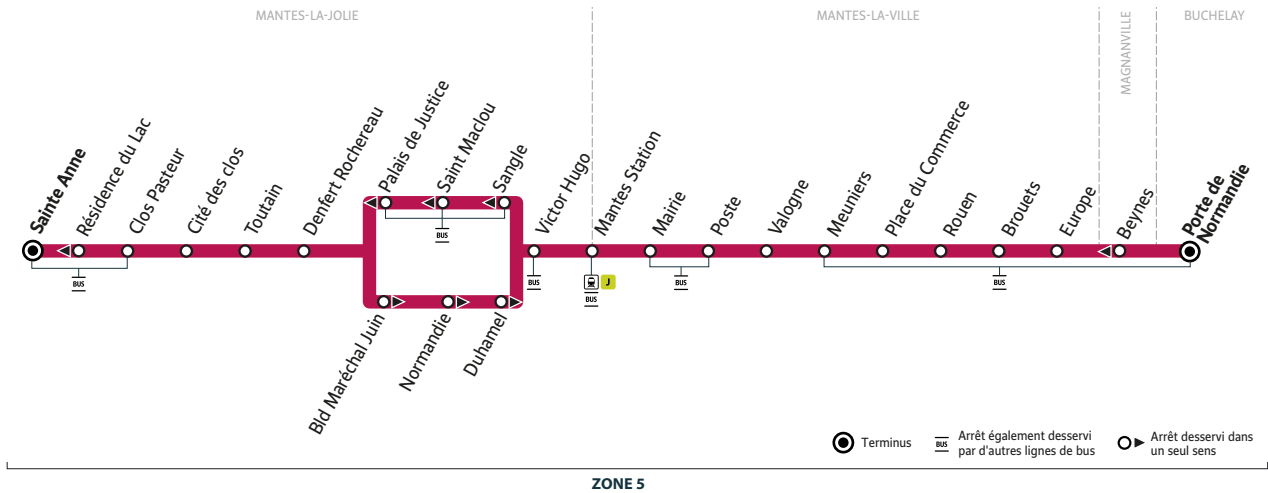 MANTES-LA-JOLIE
MANTES-LA-VILLE
MAGNANVILLE
BUCHELAY
Sainte Anne
Résidence du Lac
Clos Pasteur
Cité des clos
Toutain
Denfert Rochereau
Palais de Justice
Saint Maclou
Sangle
Victor Hugo
Mantes Station
Mairie
Poste
Valogne
Meuniers
Place du Commerce
Rouen
Brouets
Europe
Beynes
Porte de
Normandie
BUS
BUS
BUS
J
BUS
BUS
BUS
Bld Maréchal Juin
Normandie
Duhamel
Terminus
BUS
Arrêt également desservi
par d'autres lignes de bus
Arrêt desservi dans
un seul sens
ZONE 5